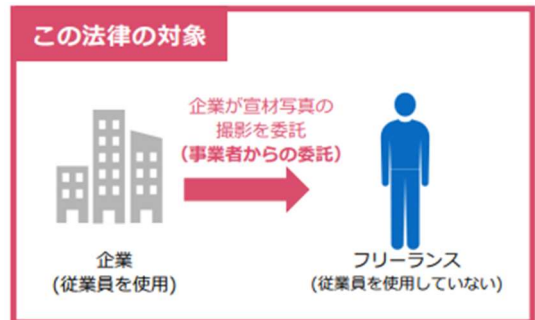 この法律の対象
企業が宣材写真の
撮影を委託
（事業者からの委託）
企業
(従業員を使用)
フリーランス
(従業員を使用していない)